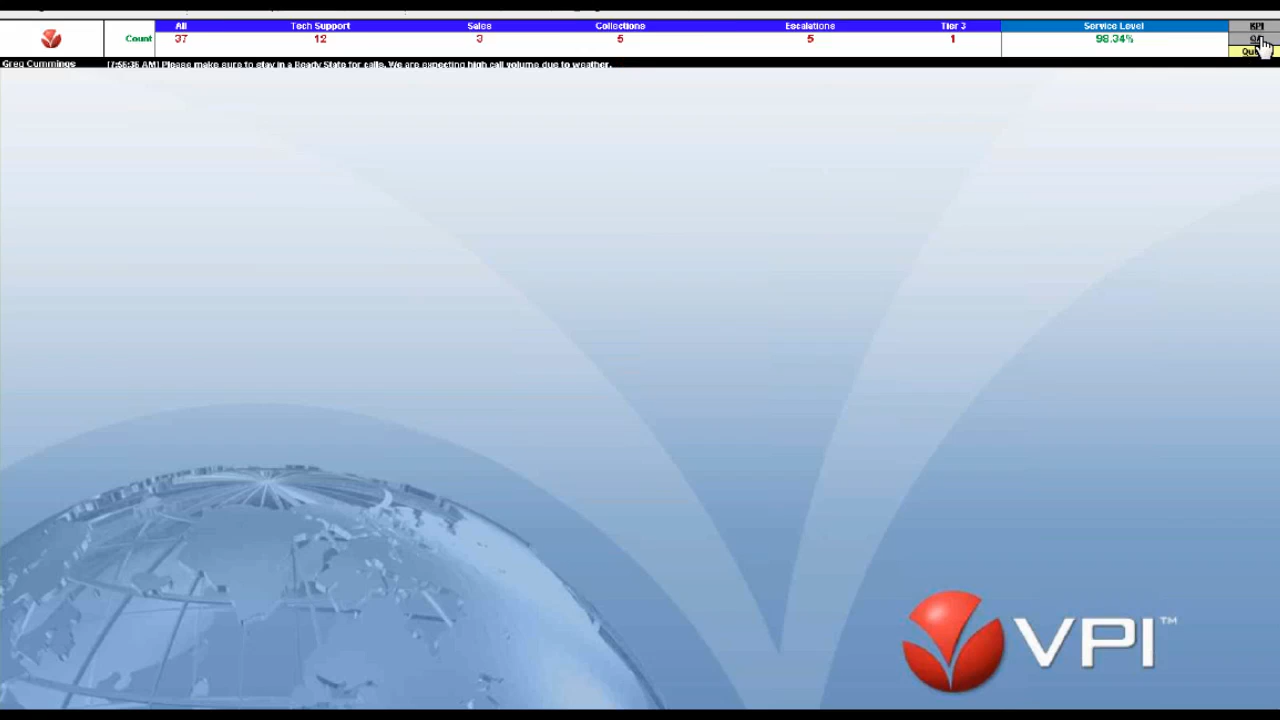 All Tech Support Sales Collections Escalations Tier 3 Service Level KPI
Count 37 12 3 5 5 1 98.34%
Greg Cummings [7:55:35 AM] Please make sure to stay in a Ready State for calls. We are expecting high call volume due to weather.
VPI™